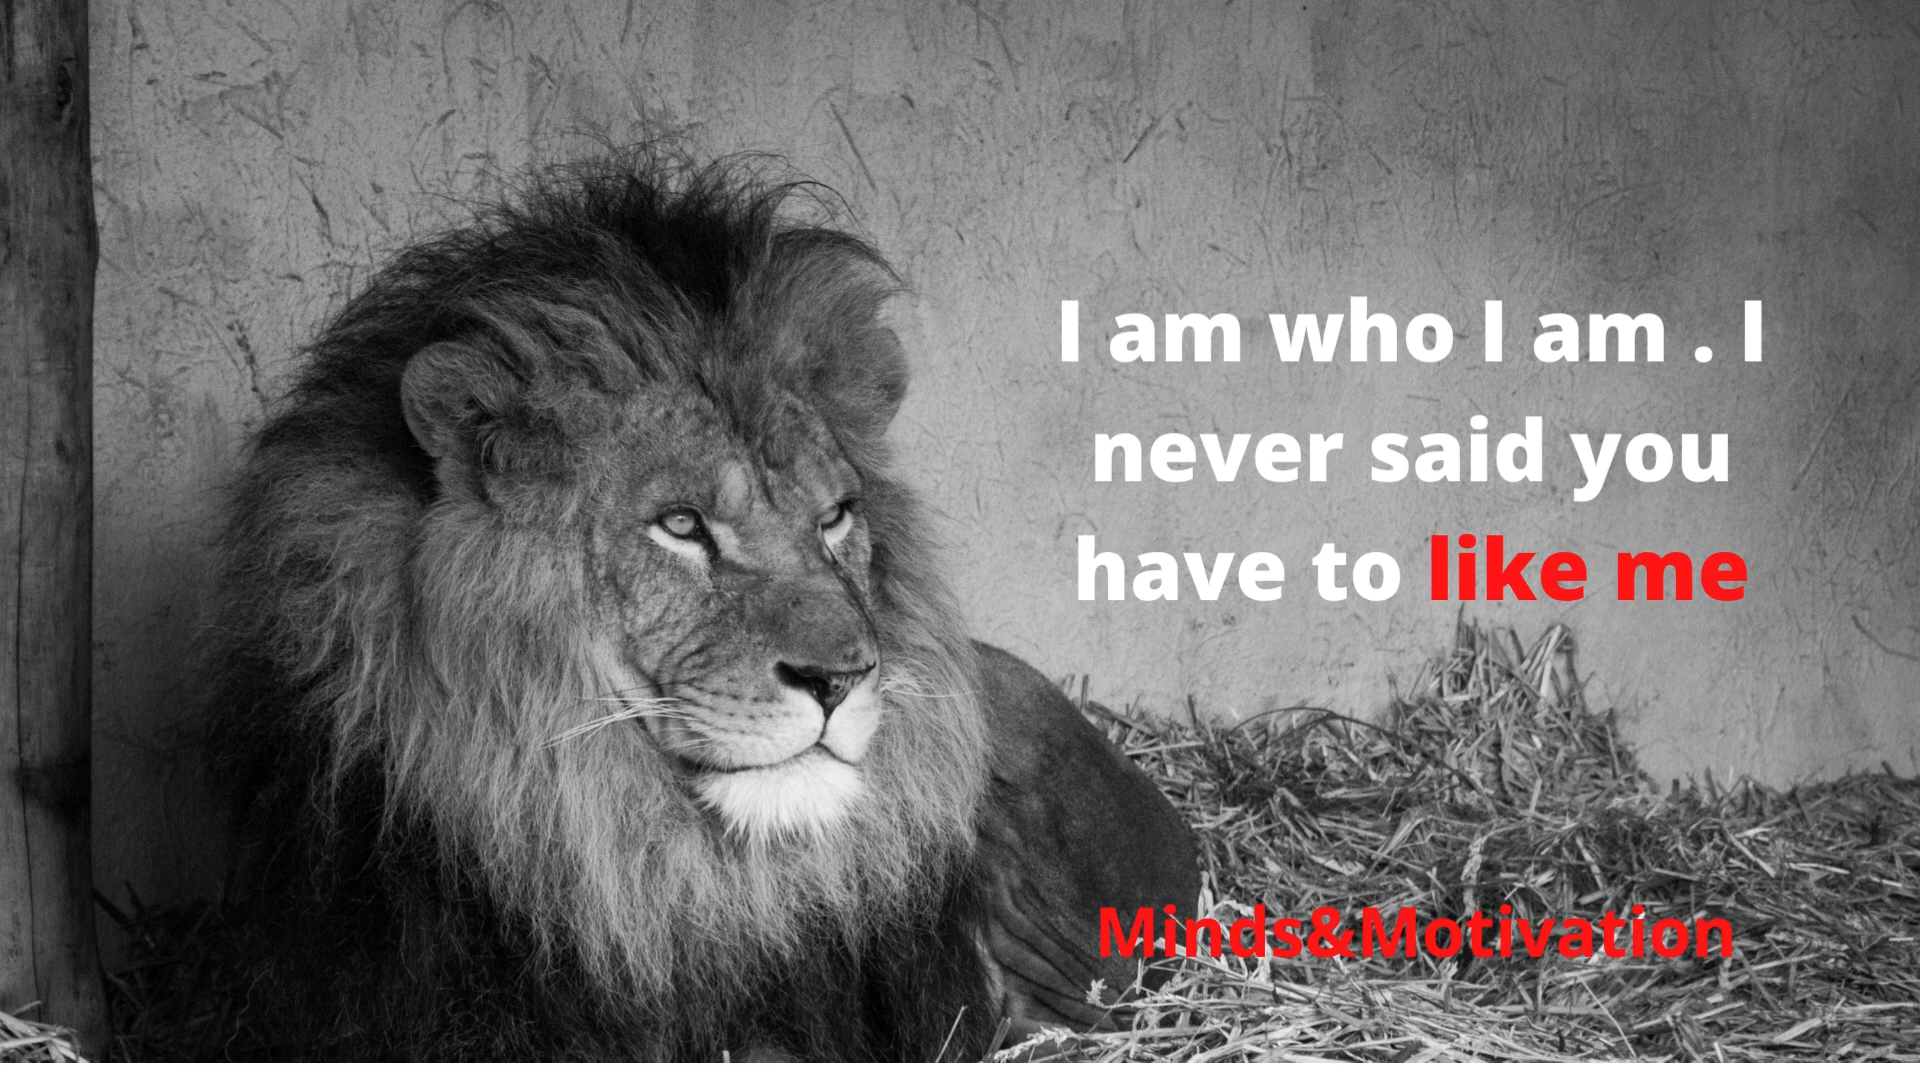 I am who I am . I
never said you
have to like me
Minds&Motivation